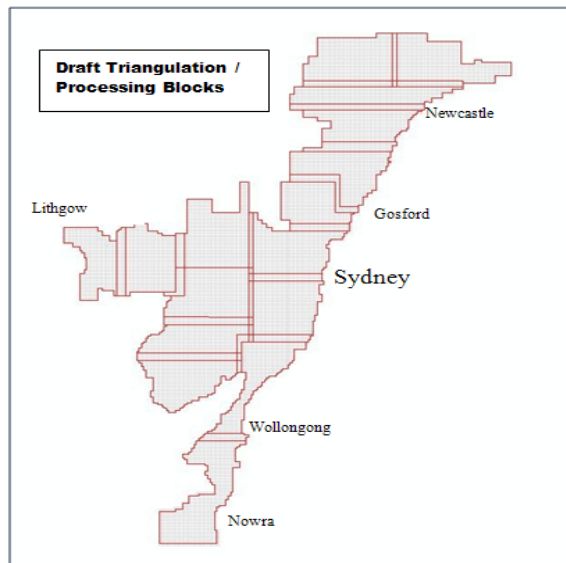 Draft Triangulation /
Processing Blocks
Newcastle
Lithgow
Gosford
Sydney
Wollongong
Nowra